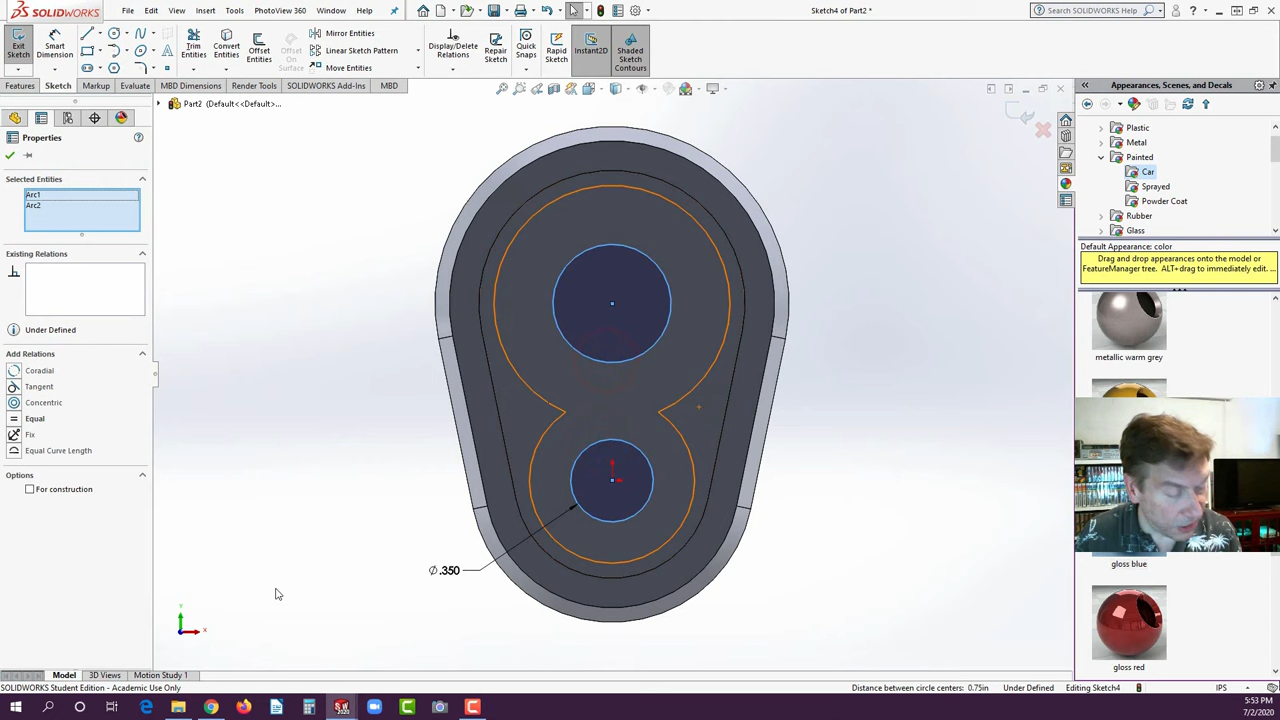 SOLIDWORKS
File Edit View Insert Tools PhotoView 360 Window Help
Sketch4 of Part2 *
Search SOLIDWORKS Help
Exit Sketch
Smart Dimension
Trim Entities
Convert Entities
Offset Entities
Offset On Surface
Mirror Entities
Linear Sketch Pattern
Move Entities
Display/Delete Relations
Repair Sketch
Quick Snaps
Rapid Sketch
Instant2D
Shaded Sketch Contours
Features Sketch Markup Evaluate MBD Dimensions Render Tools SOLIDWORKS Add-Ins MBD
Part2 (Default<<Default>...
Properties
Selected Entities
Arc1
Arc2
Existing Relations
Under Defined
Add Relations
Coradial
Tangent
Concentric
Equal
Fix
Equal Curve Length
Options
For construction
Ø.350
Y
X
Appearances, Scenes, and Decals
Plastic
Metal
Painted
Car
Sprayed
Powder Coat
Rubber
Glass
Default Appearance: color
Drag and drop appearances onto the model or
FeatureManager tree. ALT+drag to immediately edit. ...
metallic warm grey
gloss blue
gloss red
Model 3D Views Motion Study 1
SOLIDWORKS Student Edition - Academic Use Only
Distance between circle centers: 0.75in Under Defined Editing Sketch4 IPS
5:53 PM
7/2/2020